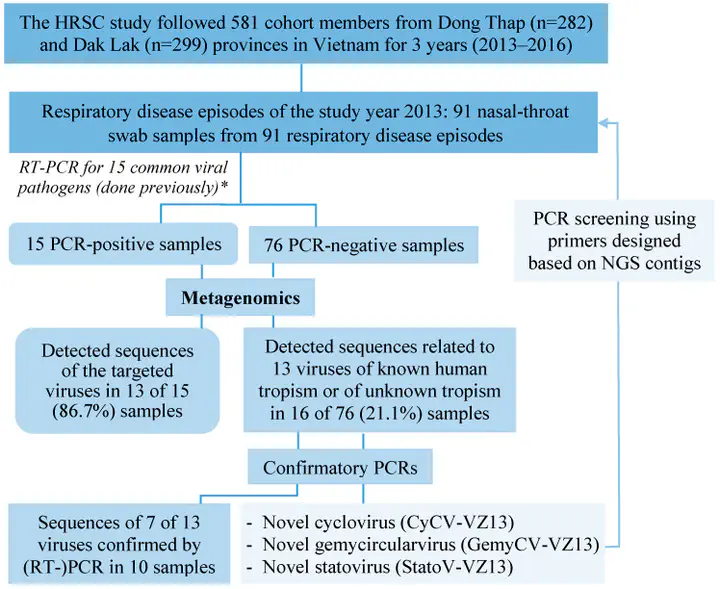 The HRSC study followed 581 cohort members from Dong Thap (n=282)
and Dak Lak (n=299) provinces in Vietnam for 3 years (2013–2016)
Respiratory disease episodes of the study year 2013: 91 nasal-throat
swab samples from 91 respiratory disease episodes
RT-PCR for 15 common viral
pathogens (done previously)*
PCR screening using
primers designed
based on NGS contigs
15 PCR-positive samples
76 PCR-negative samples
Metagenomics
Detected sequences
of the targeted
viruses in 13 of 15
(86.7%) samples
Detected sequences related to
13 viruses of known human
tropism or of unknown tropism
in 16 of 76 (21.1%) samples
Confirmatory PCRs
Sequences of 7 of 13
viruses confirmed by
(RT-)PCR in 10 samples
- Novel cyclovirus (CyCV-VZ13)
- Novel gemycircularvirus (GemyCV-VZ13)
- Novel statovirus (StatoV-VZ13)